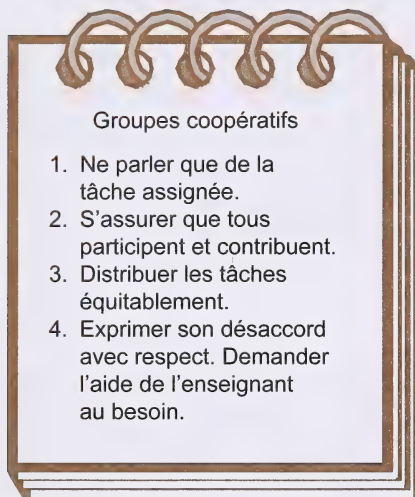 Groupes coopératifs
1. Ne parler que de la
tâche assignée.
2. S'assurer que tous
participent et contribuent.
3. Distribuer les tâches
équitablement.
4. Exprimer son désaccord
avec respect. Demander
l'aide de l'enseignant
au besoin.